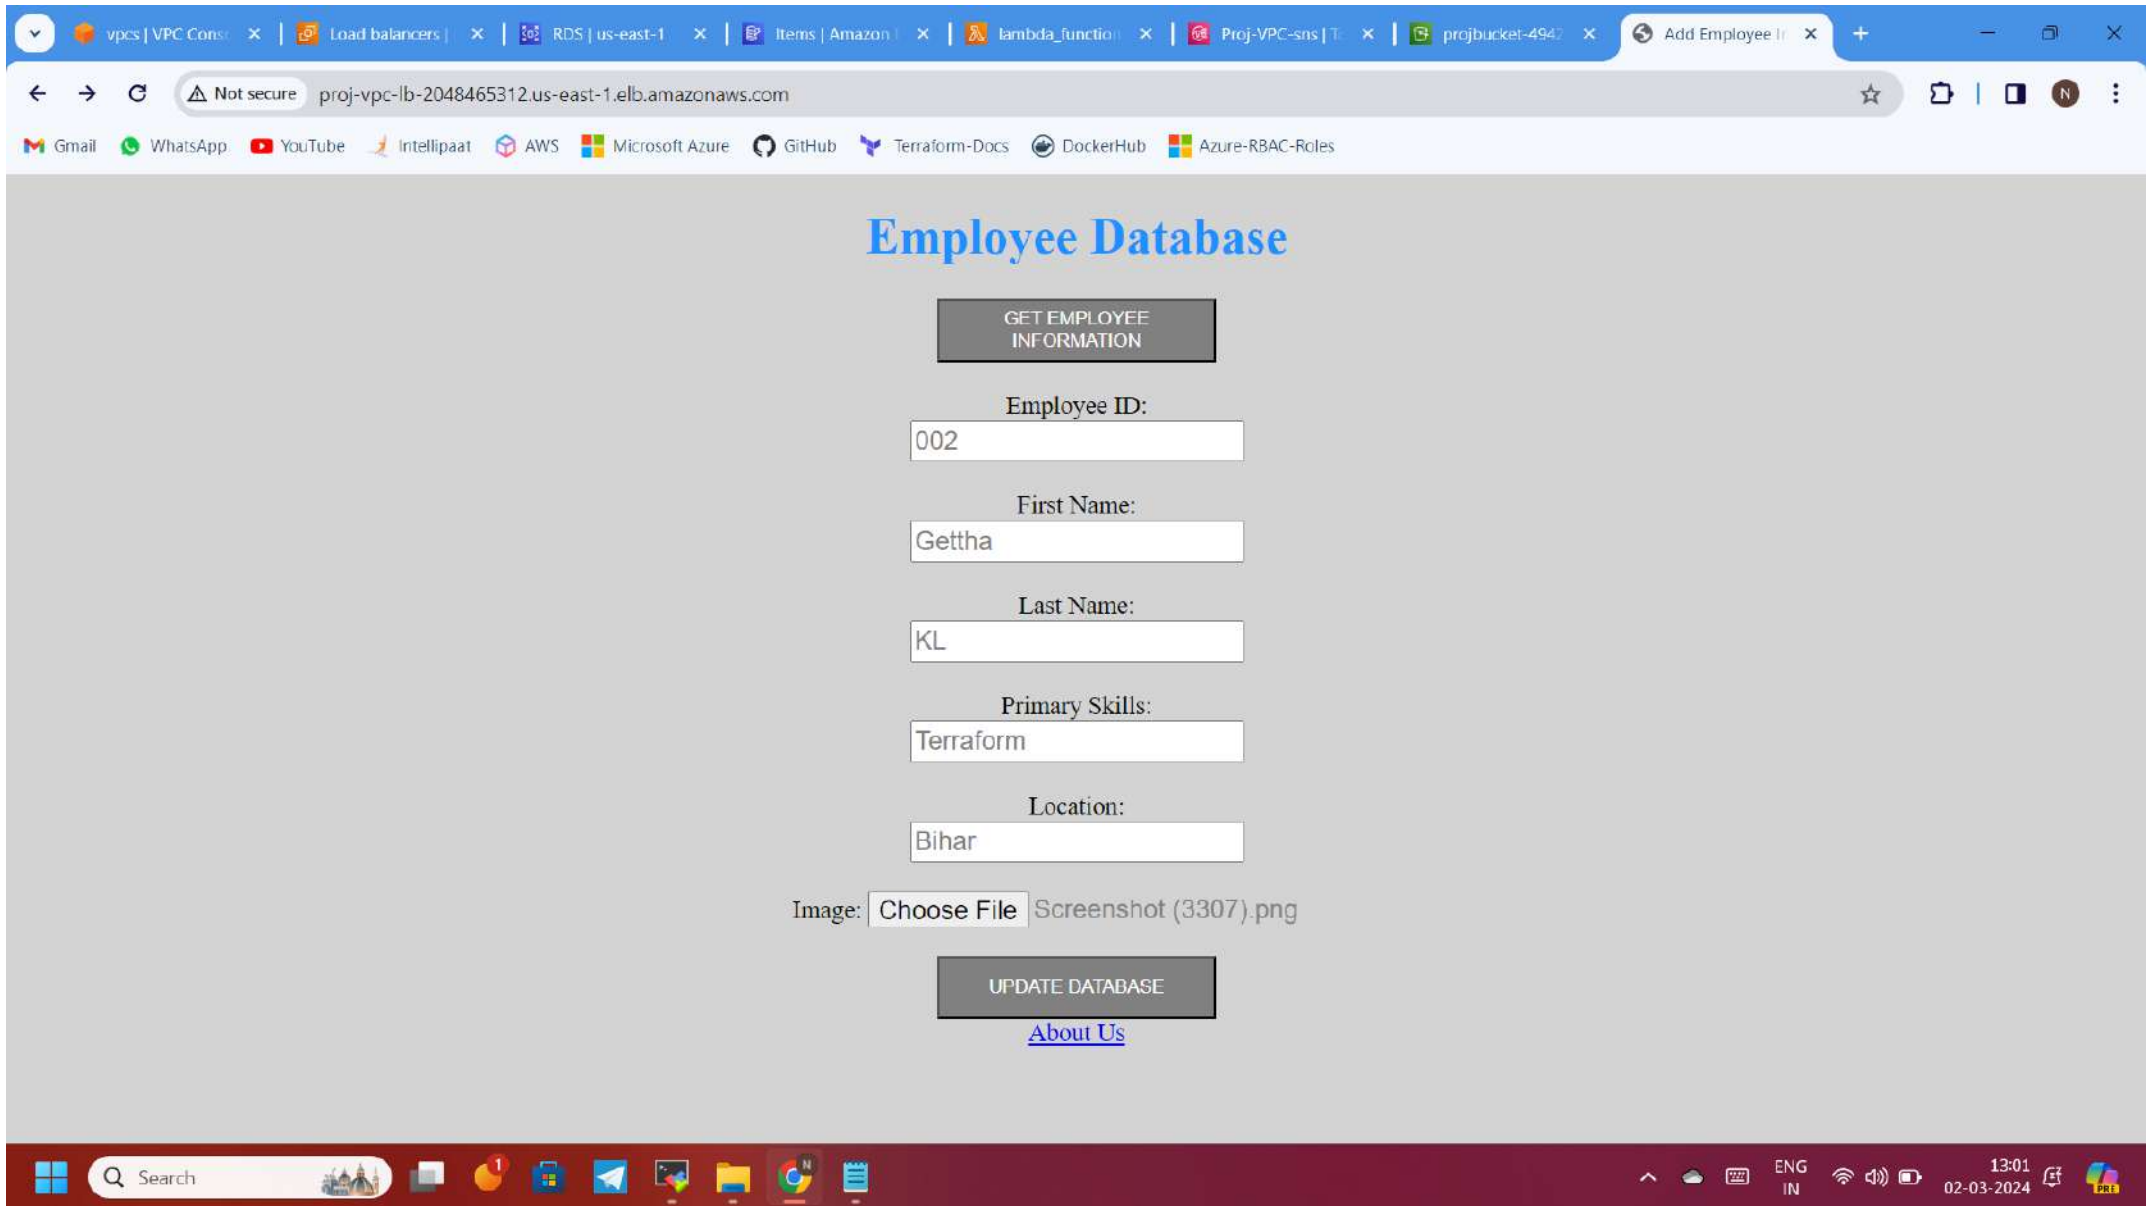 vpcs | VPC Cons
Load balancers |
RDS | us-east-1
Items | Amazon
lambda_function
Proj-VPC-sns | T
projbucket-494
Add Employee I
Not secure
proj-vpc-lb-2048465312.us-east-1.elb.amazonaws.com
N
Gmail
WhatsApp
YouTube
Intellipaat
AWS
Microsoft Azure
GitHub
Terraform-Docs
DockerHub
Azure-RBAC-Roles
Employee Database
GET EMPLOYEE
INFORMATION
Employee ID:
002
First Name:
Gettha
Last Name:
KL
Primary Skills:
Terraform
Location:
Bihar
Image: Choose File Screenshot (3307).png
UPDATE DATABASE
About Us
Search
1
N
ENG
IN
13:01
02-03-2024
PRE